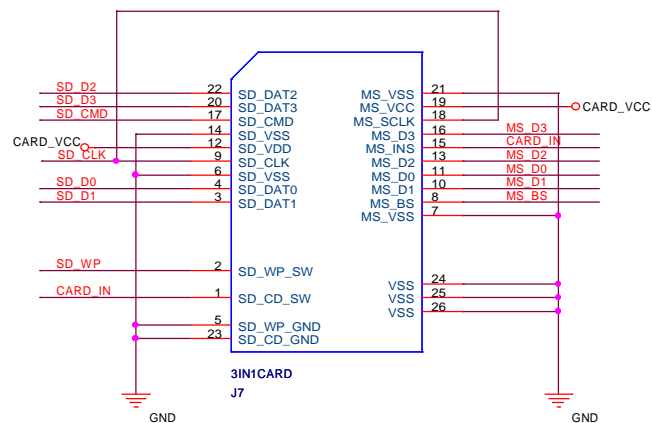 SD_D2 22 SD_DAT2 MS_VSS 21
SD_D3 20 SD_DAT3 MS_VCC 19 CARD_VCC
SD_CMD 17 SD_CMD MS_SCLK 18
14 SD_VSS MS_D3 16 MS_D3
CARD_VCC 12 SD_VDD MS_INS 15 CARD_IN
SD_CLK 9 SD_CLK MS_D2 13 MS_D2
6 SD_VSS MS_D0 11 MS_D0
SD_D0 4 SD_DAT0 MS_D1 10 MS_D1
SD_D1 3 SD_DAT1 MS_BS 8 MS_BS
MS_VSS 7
SD_WP 2 SD_WP_SW
VSS 24
CARD_IN 1 SD_CD_SW VSS 25
VSS 26
5 SD_WP_GND
23 SD_CD_GND
3IN1CARD
J7
GND GND